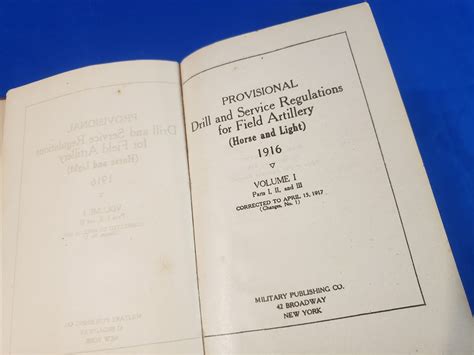 PROVISIONAL
Drill and Service Regulations
for Field Artillery
(Horse and Light)
1916
VOLUME I
Parts I, II, and III
CORRECTED TO APRIL 15, 1917
(Changes, No. 1)
MILITARY PUBLISHING CO.
42 BROADWAY
NEW YORK